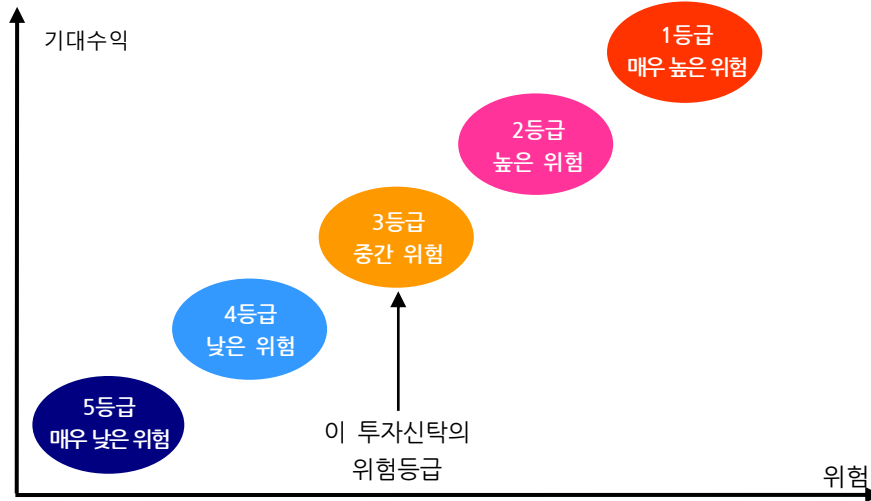 기대수익
1등급
매우 높은 위험
2등급
높은 위험
3등급
중간 위험
4등급
낮은 위험
5등급
매우 낮은 위험
이 투자신탁의
위험등급
위험